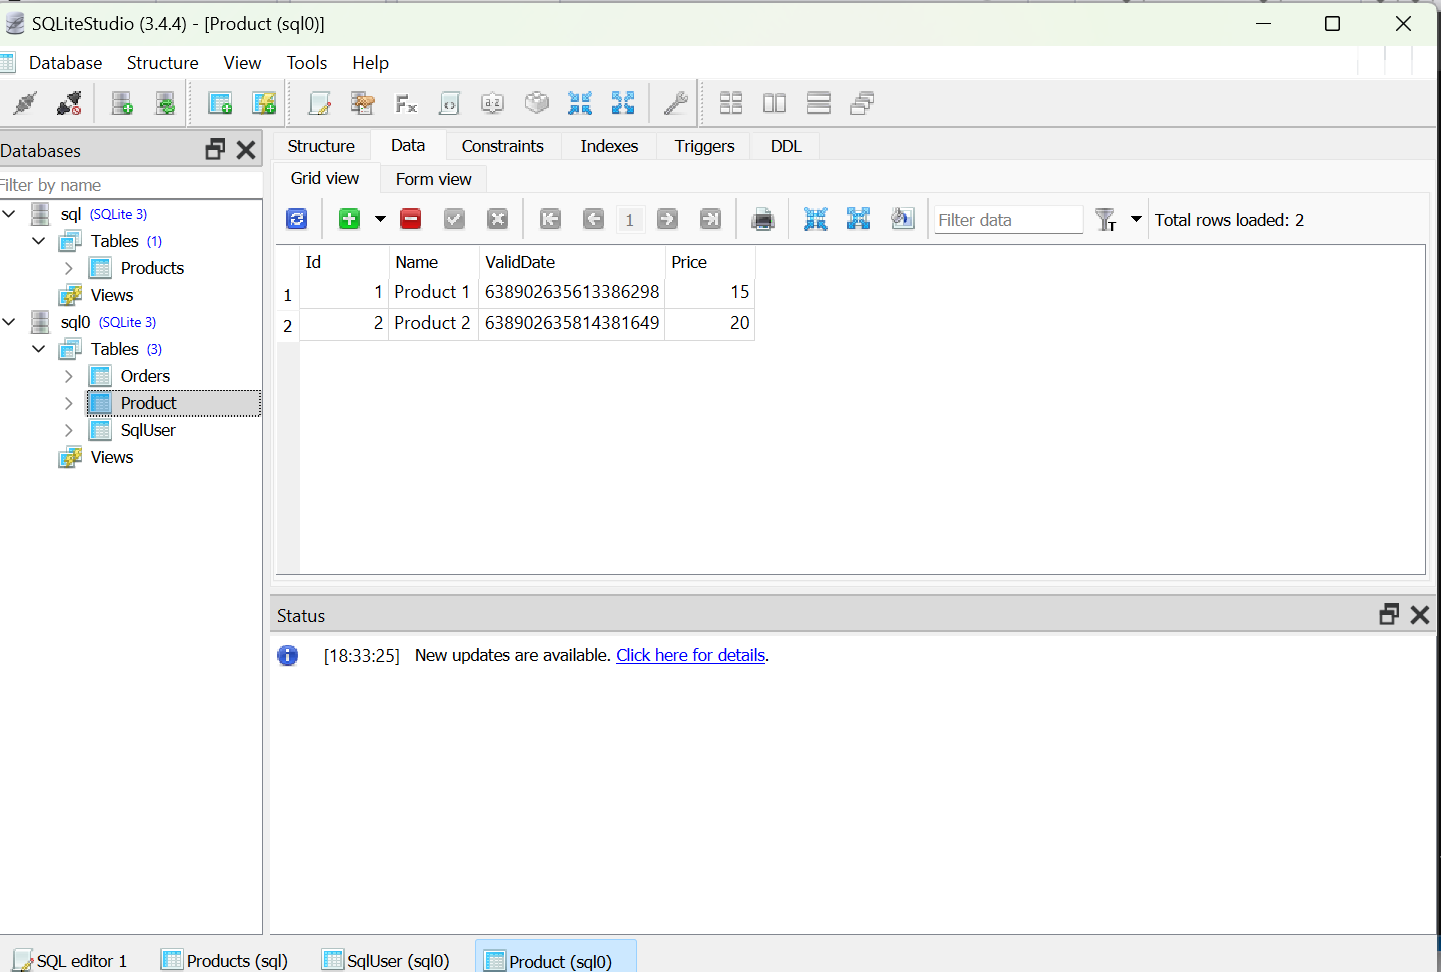 SQLiteStudio (3.4.4) - [Product (sql0)]
Database Structure View Tools Help
Databases
Filter by name
sql (SQLite 3)
Tables (1)
Products
Views
sql0 (SQLite 3)
Tables (3)
Orders
Product
SqlUser
Views
Structure Data Constraints Indexes Triggers DDL
Grid view Form view
1 Filter data Total rows loaded: 2
Id Name ValidDate Price
1 1 Product 1 638902635613386298 15
2 2 Product 2 638902635814381649 20
Status
[18:33:25] New updates are available. Click here for details.
SQL editor 1 Products (sql) SqlUser (sql0) Product (sql0)